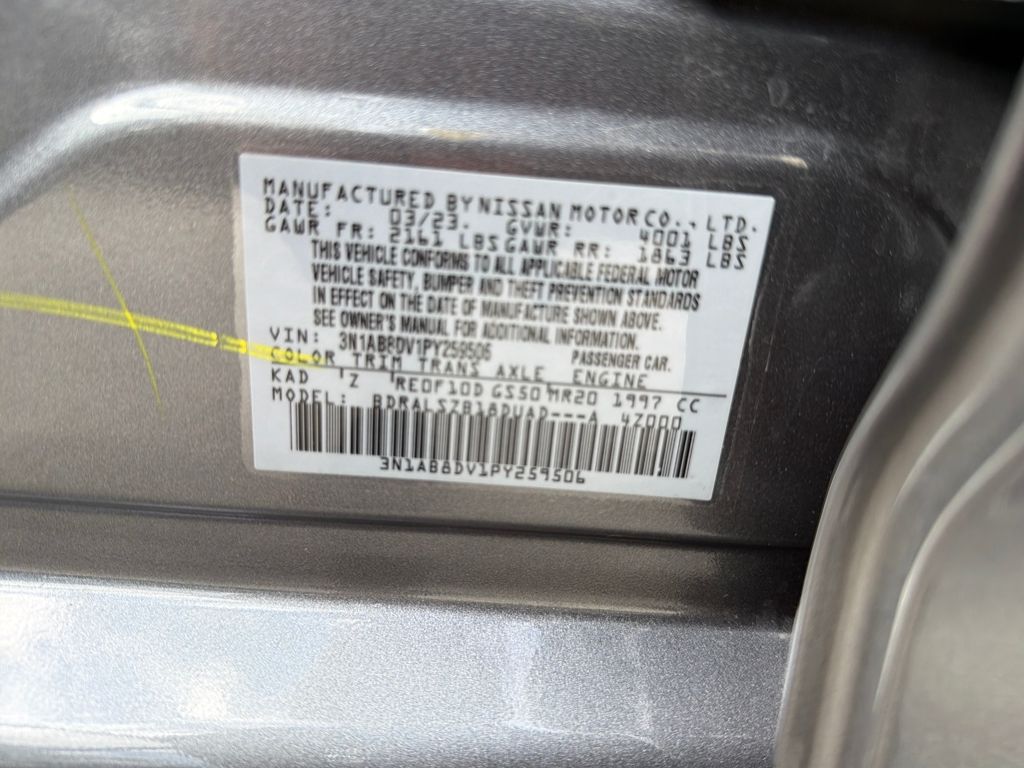 MANUFACTURED BY NISSAN MOTOR CO., LTD.
DATE: 03/23. GVWR: 4001 LBS
GAWR FR: 2161 LBS GAWR RR: 1863 LBS
THIS VEHICLE CONFORMS TO ALL APPLICABLE FEDERAL MOTOR
VEHICLE SAFETY, BUMPER AND THEFT PREVENTION STANDARDS
IN EFFECT ON THE DATE OF MANUFACTURE SHOWN ABOVE.
SEE OWNER'S MANUAL FOR ADDITIONAL INFORMATION.
VIN: 3N1AB8DV1PY259506 PASSENGER CAR.
COLOR TRIM TRANS AXLE ENGINE
KAD Z RE0F10D GS50 MR20 1997 CC
MODEL: BDRALSZB18DUAD---A 4Z000
3N1AB8DV1PY259506